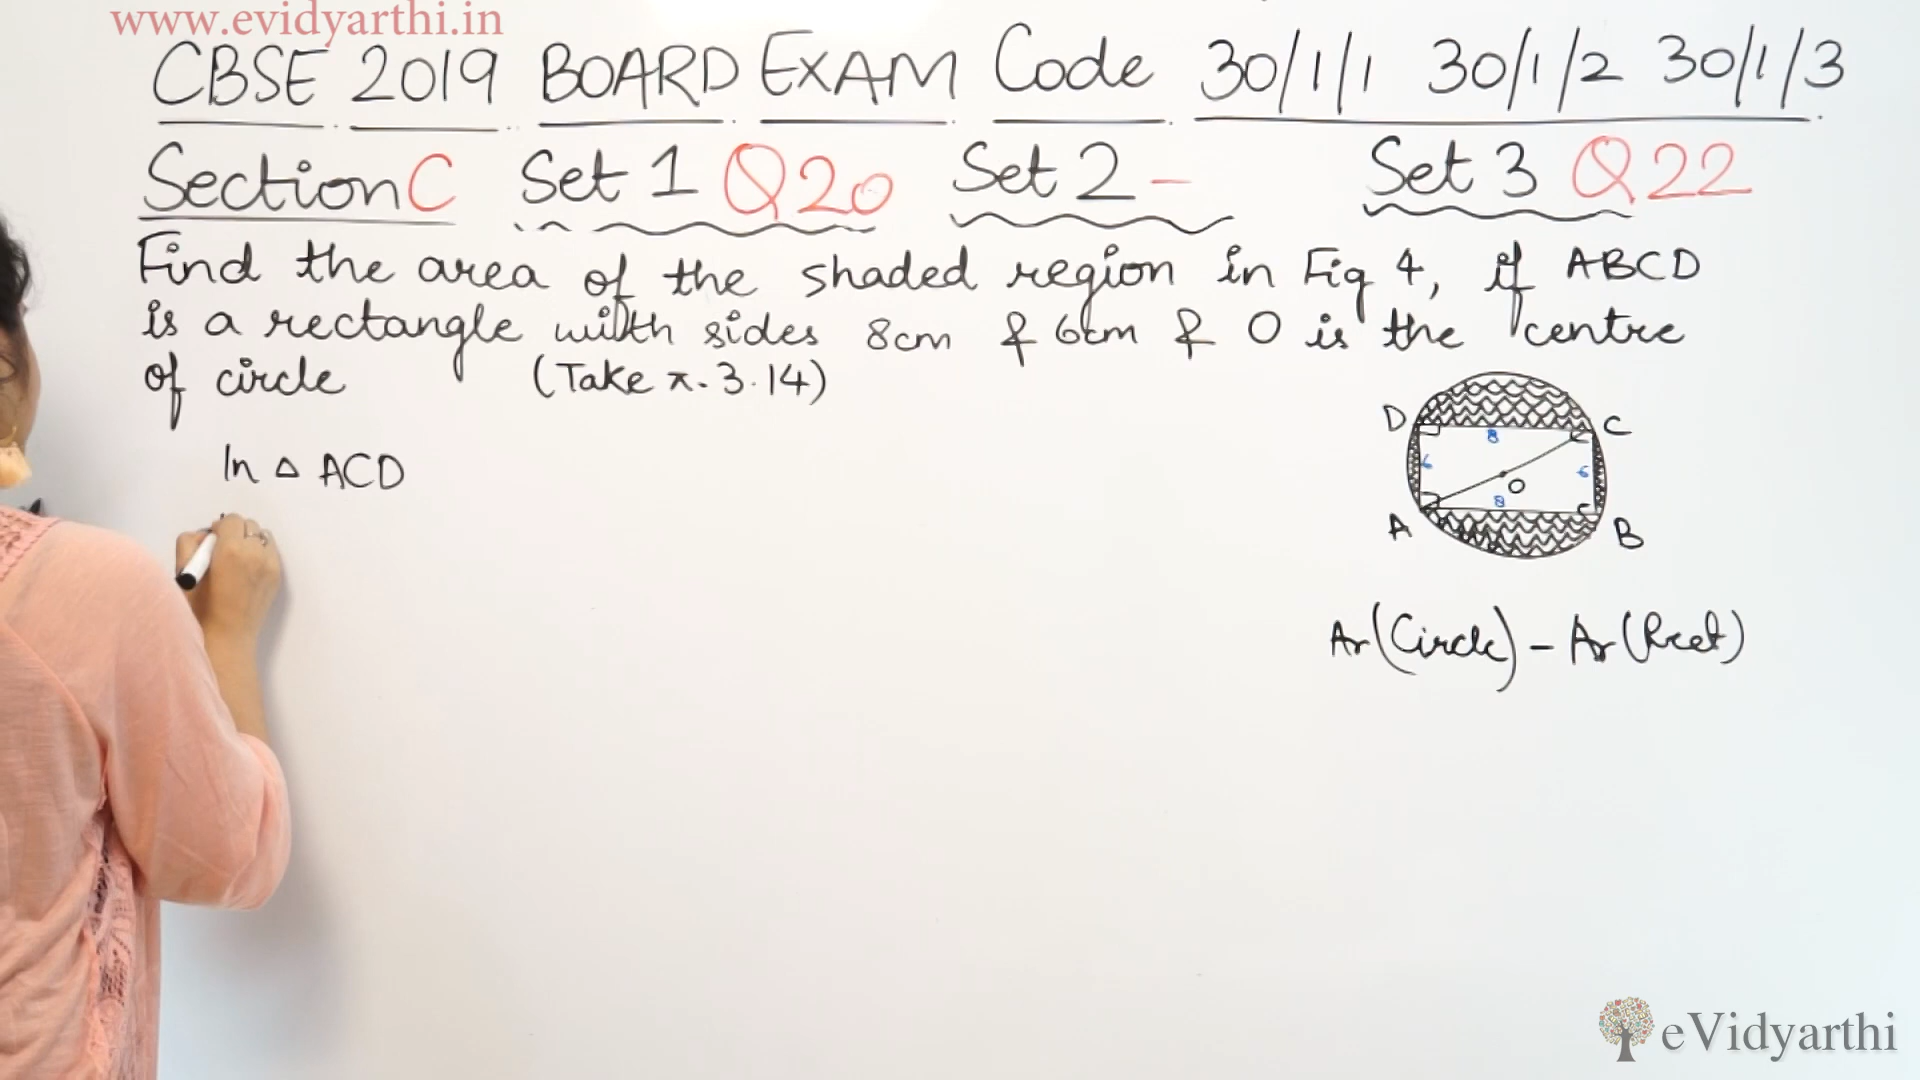 www.evidyarthi.in
CBSE 2019 BOARD EXAM Code 30/1/1 30/1/2 30/1/3
Section C Set 1 Q20 Set 2 - Set 3 Q22
Find the area of the shaded region in Fig 4, if ABCD
is a rectangle with sides 8cm & 6cm & O is the centre
of circle (Take π. 3.14)
D C
8
6 6
O
8
A B
In △ ACD
Ar(Circle) - Ar(Rect)
eVidyarthi